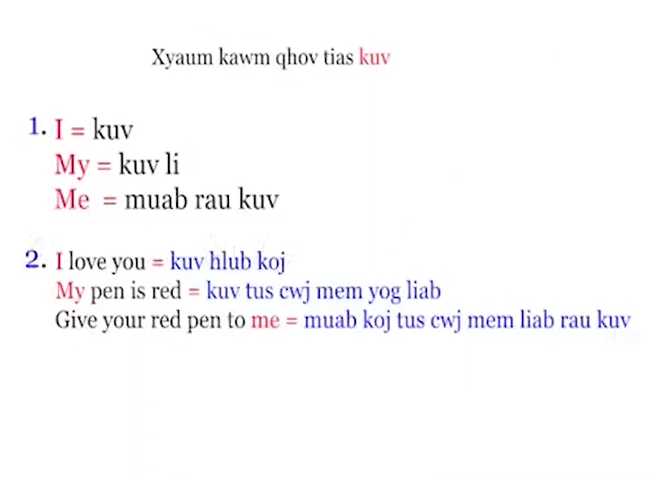 Xyaum kawm qhov tias kuv
1. I = kuv
My = kuv li
Me = muab rau kuv
2. I love you = kuv hlub koj
My pen is red = kuv tus cwj mem yog liab
Give your red pen to me = muab koj tus cwj mem liab rau kuv